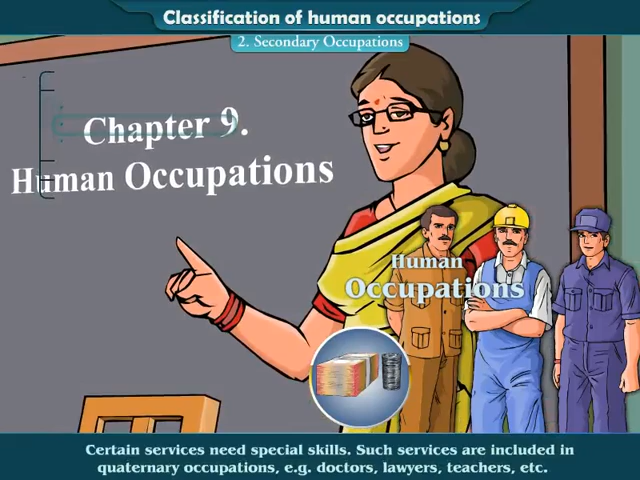 Classification of human occupations
2. Secondary Occupations
Chapter 9.
Human Occupations
Human
Occupations
Certain services need special skills. Such services are included in
quaternary occupations, e.g. doctors, lawyers, teachers, etc.